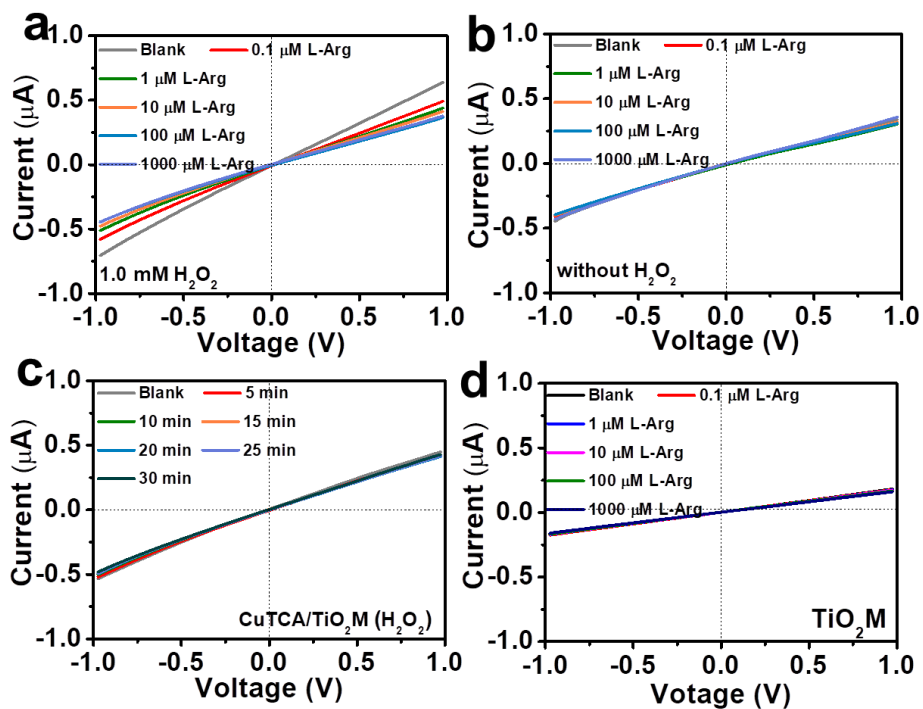 a
1.0
0.5
0.0
-0.5
-1.0
Current (μA)
Blank 0.1 μM L-Arg
1 μM L-Arg
10 μM L-Arg
100 μM L-Arg
1000 μM L-Arg
1.0 mM H₂O₂
-1.0 -0.5 0.0 0.5 1.0
Voltage (V)
b
1.0
0.5
0.0
-0.5
-1.0
Current (μA)
Blank 0.1 μM L-Arg
1 μM L-Arg
10 μM L-Arg
100 μM L-Arg
1000 μM L-Arg
without H₂O₂
-1.0 -0.5 0.0 0.5 1.0
Voltage (V)
c
1.0
0.5
0.0
-0.5
-1.0
Current (μA)
Blank 5 min
10 min 15 min
20 min 25 min
30 min
CuTCA/TiO₂M (H₂O₂)
-1.0 -0.5 0.0 0.5 1.0
Voltage (V)
d
1.0
0.5
0.0
-0.5
-1.0
Current (μA)
Blank 0.1 μM L-Arg
1 μM L-Arg
10 μM L-Arg
100 μM L-Arg
1000 μM L-Arg
TiO₂M
-1.0 -0.5 0.0 0.5 1.0
Votage (V)